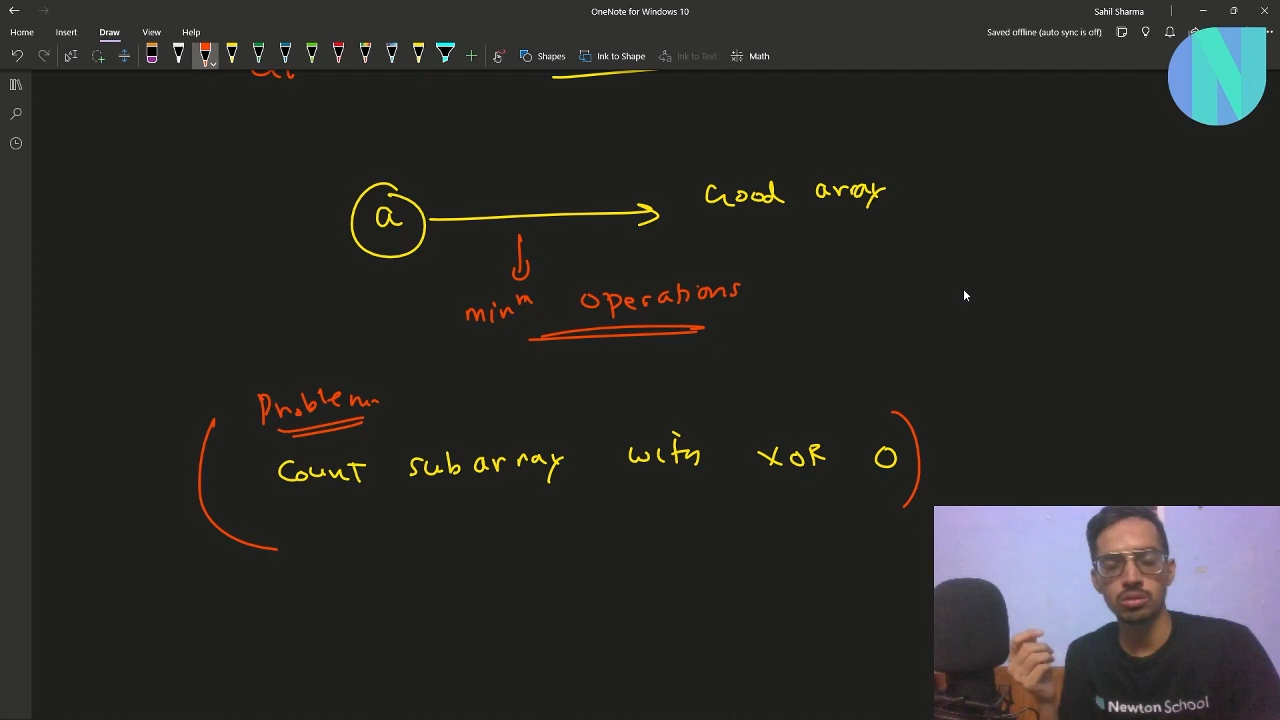 OneNote for Windows 10
Sahil Sharma
Home Insert Draw View Help
Saved offline (auto sync is off)
Shapes Ink to Shape Ink to Text Math
a
Good array
minm operations
Problem
Count subarray with XOR 0
Newton School